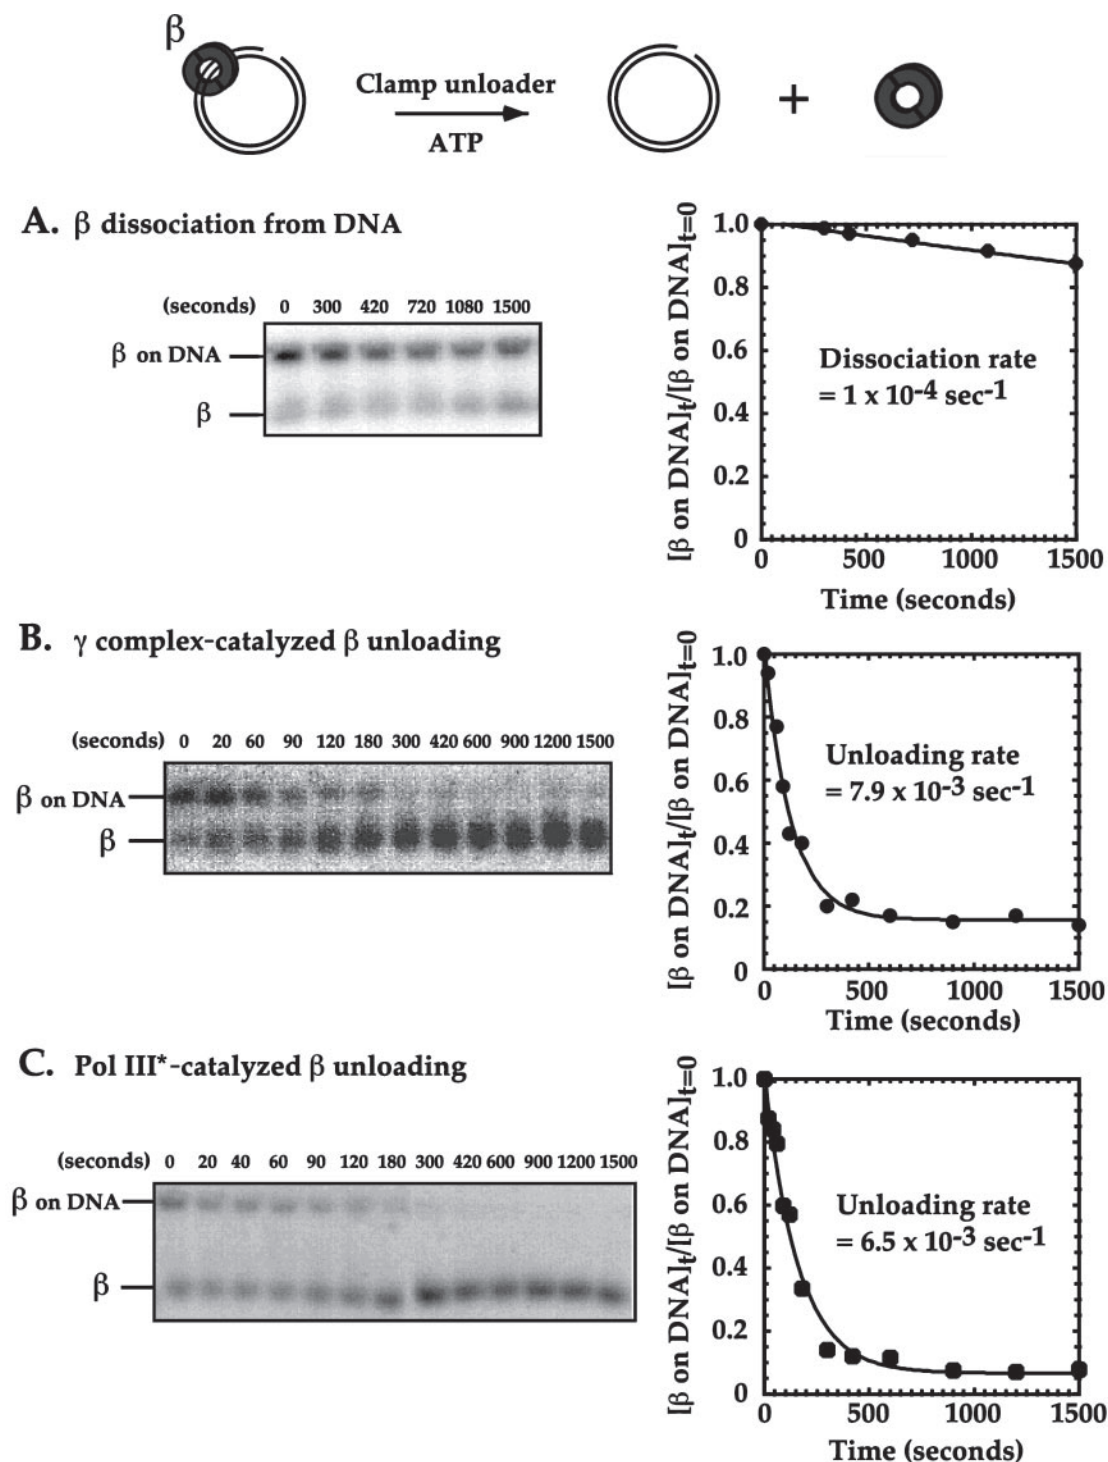 β
Clamp unloader
ATP
+
A. β dissociation from DNA
(seconds) 0 300 420 720 1080 1500
β on DNA
β
[β on DNA]t/[β on DNA]t=0
1.0
0.8
0.6
0.4
0.2
0
Dissociation rate
= 1 x 10-4 sec-1
0 500 1000 1500
Time (seconds)
B. γ complex-catalyzed β unloading
(seconds) 0 20 60 90 120 180 300 420 600 900 1200 1500
β on DNA
β
[β on DNA]t/[β on DNA]t=0
1.0
0.8
0.6
0.4
0.2
0
Unloading rate
= 7.9 x 10-3 sec-1
0 500 1000 1500
Time (seconds)
C. Pol III*-catalyzed β unloading
(seconds) 0 20 40 60 90 120 180 300 420 600 900 1200 1500
β on DNA
β
[β on DNA]t/[β on DNA]t=0
1.0
0.8
0.6
0.4
0.2
0
Unloading rate
= 6.5 x 10-3 sec-1
0 500 1000 1500
Time (seconds)